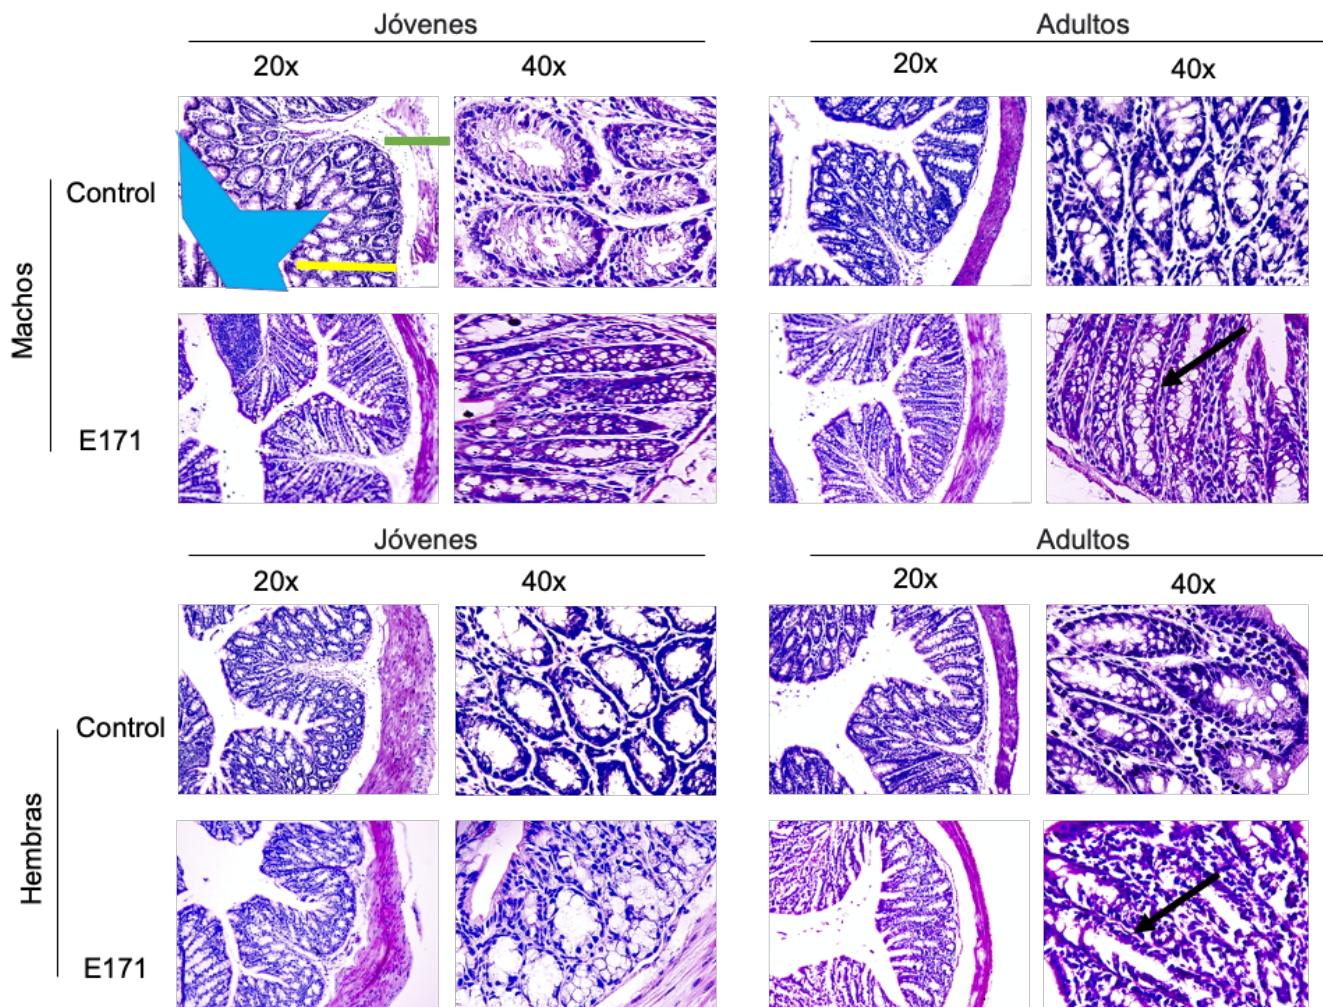 Jóvenes Adultos
20x 40x 20x 40x
Control
Machos
E171
Jóvenes Adultos
20x 40x 20x 40x
Control
Hembras
E171